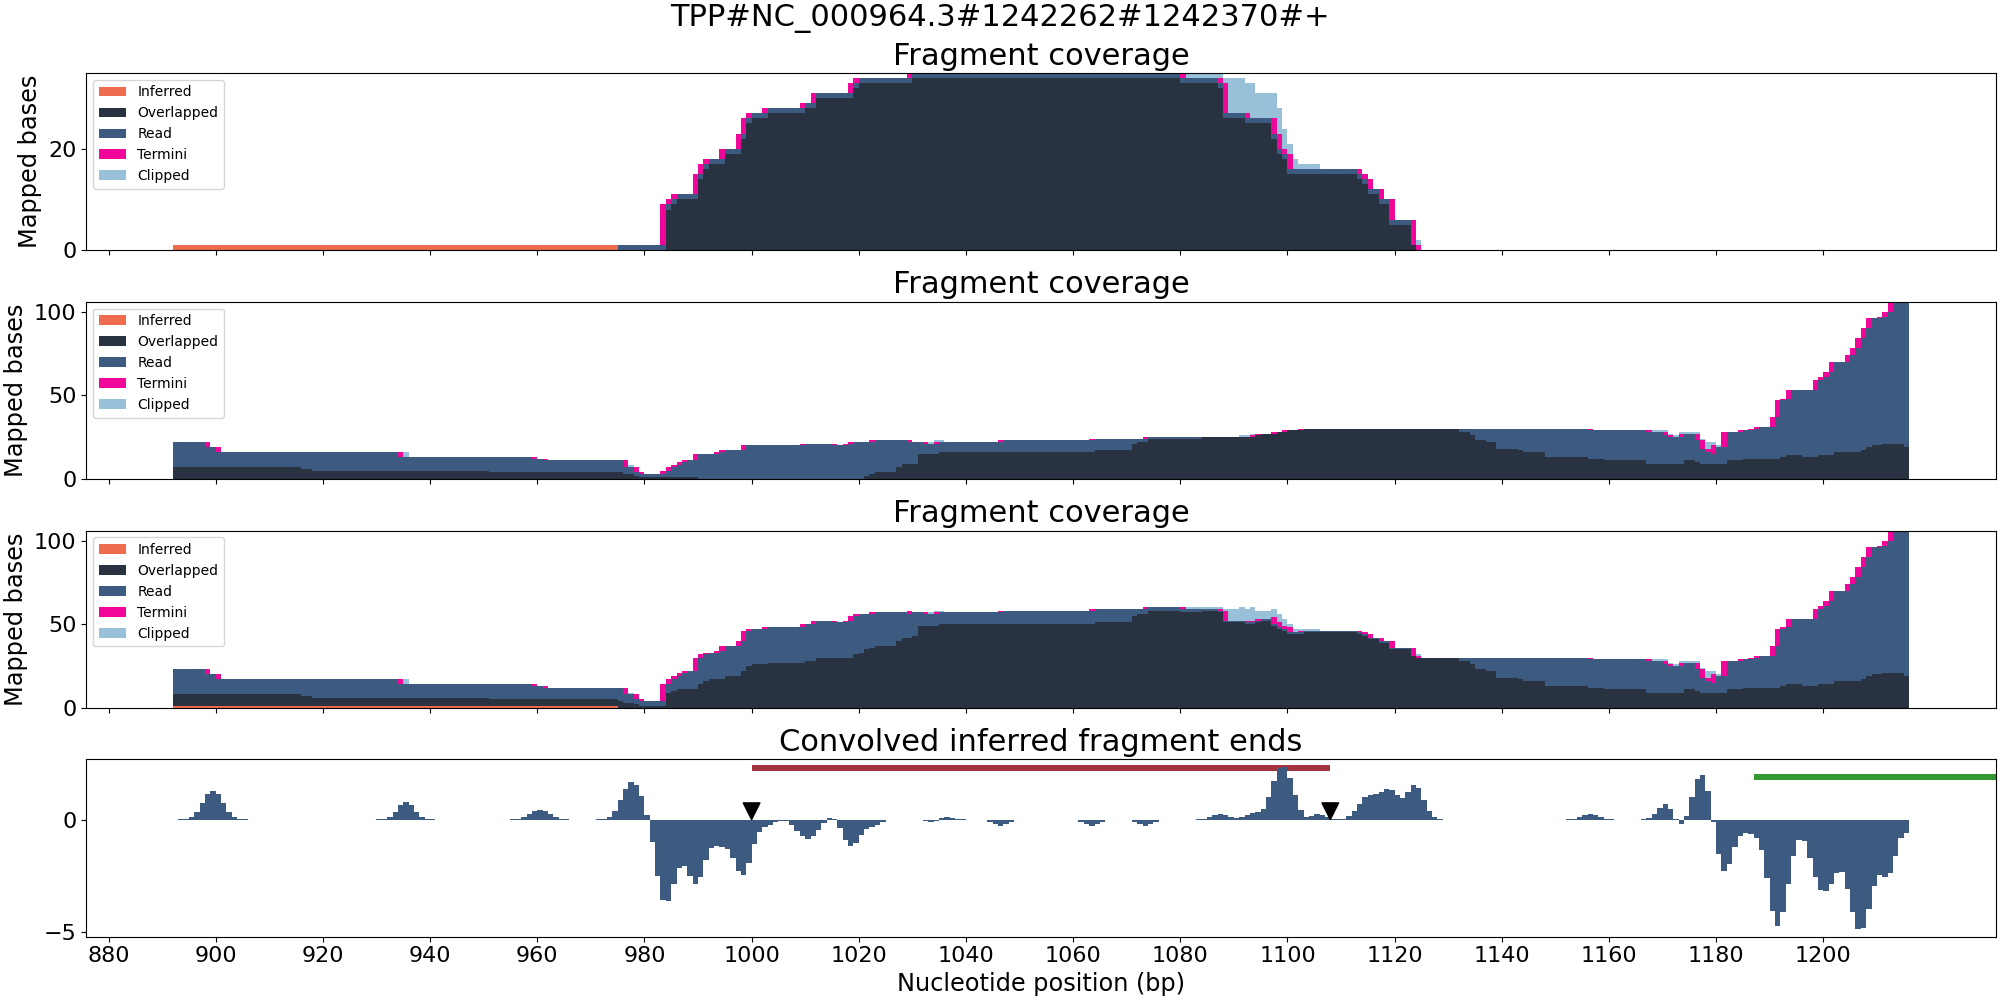 TPP#NC_000964.3#1242262#1242370#+
Fragment coverage
Mapped bases
20
0
Inferred
Overlapped
Read
Termini
Clipped
Fragment coverage
Mapped bases
100
50
0
Inferred
Overlapped
Read
Termini
Clipped
Fragment coverage
Mapped bases
100
50
0
Inferred
Overlapped
Read
Termini
Clipped
Convolved inferred fragment ends
0
−5
880 900 920 940 960 980 1000 1020 1040 1060 1080 1100 1120 1140 1160 1180 1200
Nucleotide position (bp)